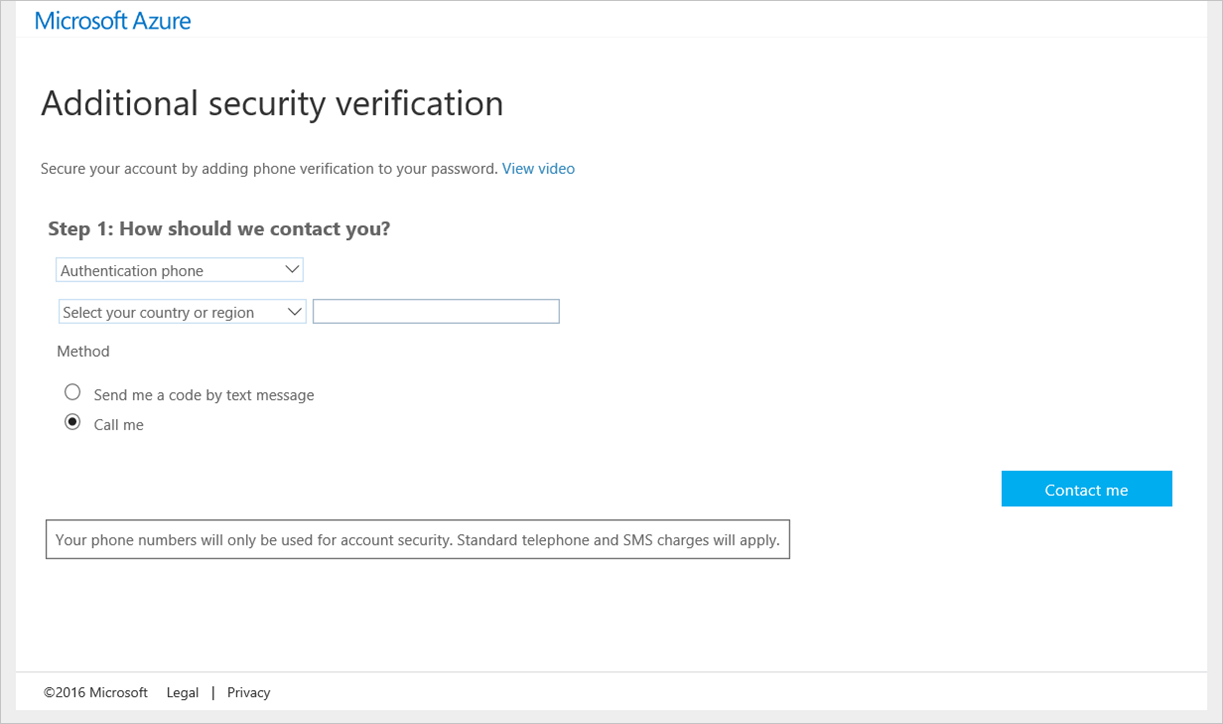 Microsoft Azure
Additional security verification
Secure your account by adding phone verification to your password. View video
Step 1: How should we contact you?
Authentication phone
Select your country or region
Method
Send me a code by text message
Call me
Contact me
Your phone numbers will only be used for account security. Standard telephone and SMS charges will apply.
©2016 Microsoft Legal | Privacy